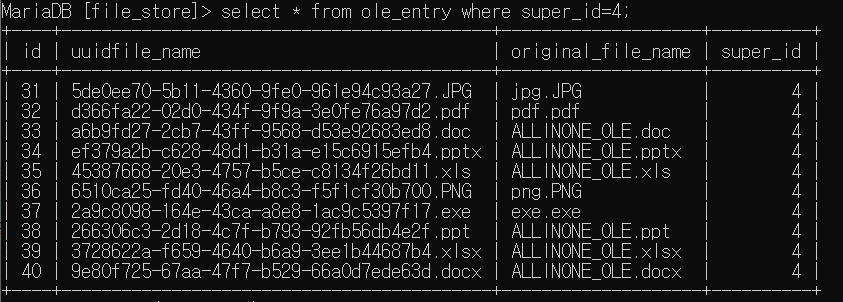 MariaDB [file_store]> select * from ole_entry where super_id=4;
+----+------------------------------------------+--------------------+----------+
| id | uuidfile_name | original_file_name | super_id |
+----+------------------------------------------+--------------------+----------+
| 31 | 5de0ee70-5b11-4360-9fe0-961e94c93a27.JPG | jpg.JPG | 4 |
| 32 | d366fa22-02d0-434f-9f9a-3e0fe76a97d2.pdf | pdf.pdf | 4 |
| 33 | a6b9fd27-2cb7-43ff-9568-d53e92683ed8.doc | ALLINONE_OLE.doc | 4 |
| 34 | ef379a2b-c628-48d1-b31a-e15c6915efb4.pptx | ALLINONE_OLE.pptx | 4 |
| 35 | 45387668-20e3-4757-b5ce-c8134f26bd11.xls | ALLINONE_OLE.xls | 4 |
| 36 | 6510ca25-fd40-46a4-b8c3-f5f1cf30b700.PNG | png.PNG | 4 |
| 37 | 2a9c8098-164e-43ca-a8e8-1ac9c5397f17.exe | exe.exe | 4 |
| 38 | 266306c3-2d18-4c7f-b793-92fb56db4e2f.ppt | ALLINONE_OLE.ppt | 4 |
| 39 | 3728622a-f659-4640-b6a9-3ee1b44687b4.xlsx | ALLINONE_OLE.xlsx | 4 |
| 40 | 9e80f725-67aa-47f7-b529-66a0d7ede63d.docx | ALLINONE_OLE.docx | 4 |
+----+------------------------------------------+--------------------+----------+